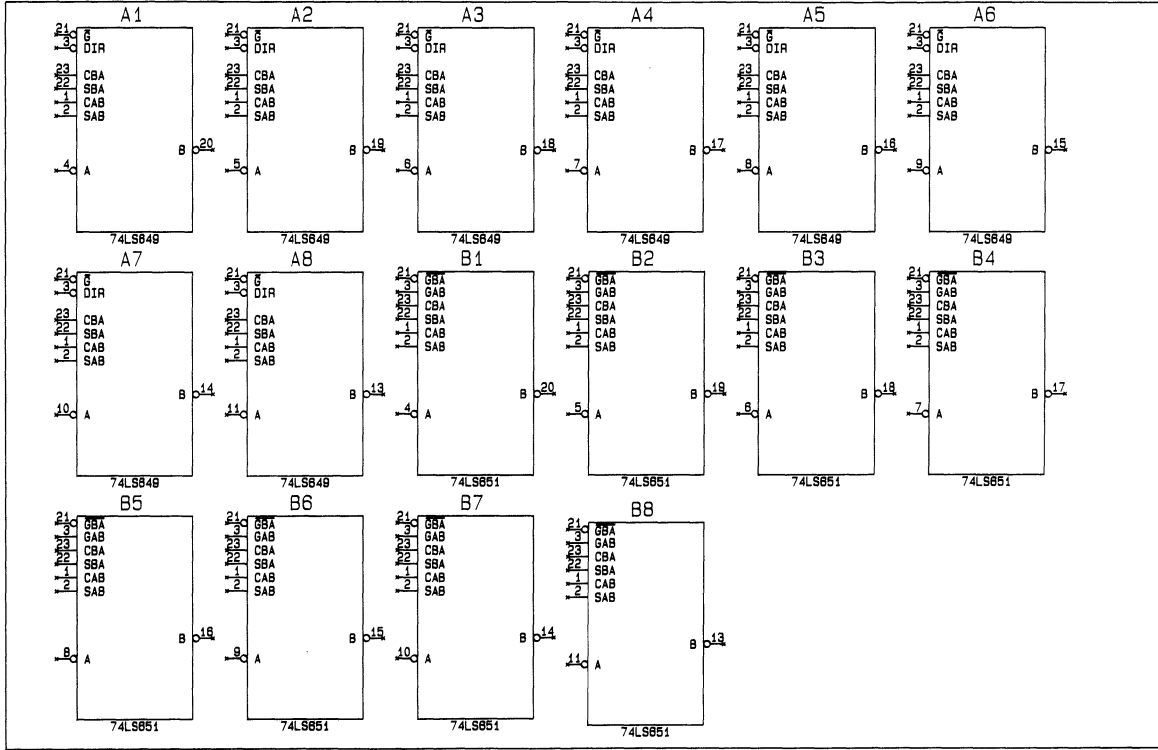 A1 A2 A3 A4 A5 A6
21 G̅ 21 G̅ 21 G̅ 21 G̅ 21 G̅ 21 G̅
3 DIR 3 DIR 3 DIR 3 DIR 3 DIR 3 DIR
23 CBA 23 CBA 23 CBA 23 CBA 23 CBA 23 CBA
22 SBA 22 SBA 22 SBA 22 SBA 22 SBA 22 SBA
1 CAB 1 CAB 1 CAB 1 CAB 1 CAB 1 CAB
2 SAB 2 SAB 2 SAB 2 SAB 2 SAB 2 SAB
B 20 B 19 B 18 B 17 B 16 B 15
4 A 5 A 6 A 7 A 8 A 9 A
74LS649 74LS649 74LS649 74LS649 74LS649 74LS649
A7 A8 B1 B2 B3 B4
21 G̅ 21 G̅ 21 G̅B̅A̅ 21 G̅B̅A̅ 21 G̅B̅A̅ 21 G̅B̅A̅
3 DIR 3 DIR 3 GAB 3 GAB 3 GAB 3 GAB
23 CBA 23 CBA 23 CBA 23 CBA 23 CBA 23 CBA
22 SBA 22 SBA 22 SBA 22 SBA 22 SBA 22 SBA
1 CAB 1 CAB 1 CAB 1 CAB 1 CAB 1 CAB
2 SAB 2 SAB 2 SAB 2 SAB 2 SAB 2 SAB
B 14 B 13 B 20 B 19 B 18 B 17
10 A 11 A 4 A 5 A 6 A 7 A
74LS649 74LS649 74LS651 74LS651 74LS651 74LS651
B5 B6 B7 B8
21 G̅B̅A̅ 21 G̅B̅A̅ 21 G̅B̅A̅ 21 G̅B̅A̅
3 GAB 3 GAB 3 GAB 3 GAB
23 CBA 23 CBA 23 CBA 23 CBA
22 SBA 22 SBA 22 SBA 22 SBA
1 CAB 1 CAB 1 CAB 1 CAB
2 SAB 2 SAB 2 SAB 2 SAB
B 16 B 15 B 14 B 13
8 A 9 A 10 A 11 A
74LS651 74LS651 74LS651 74LS651